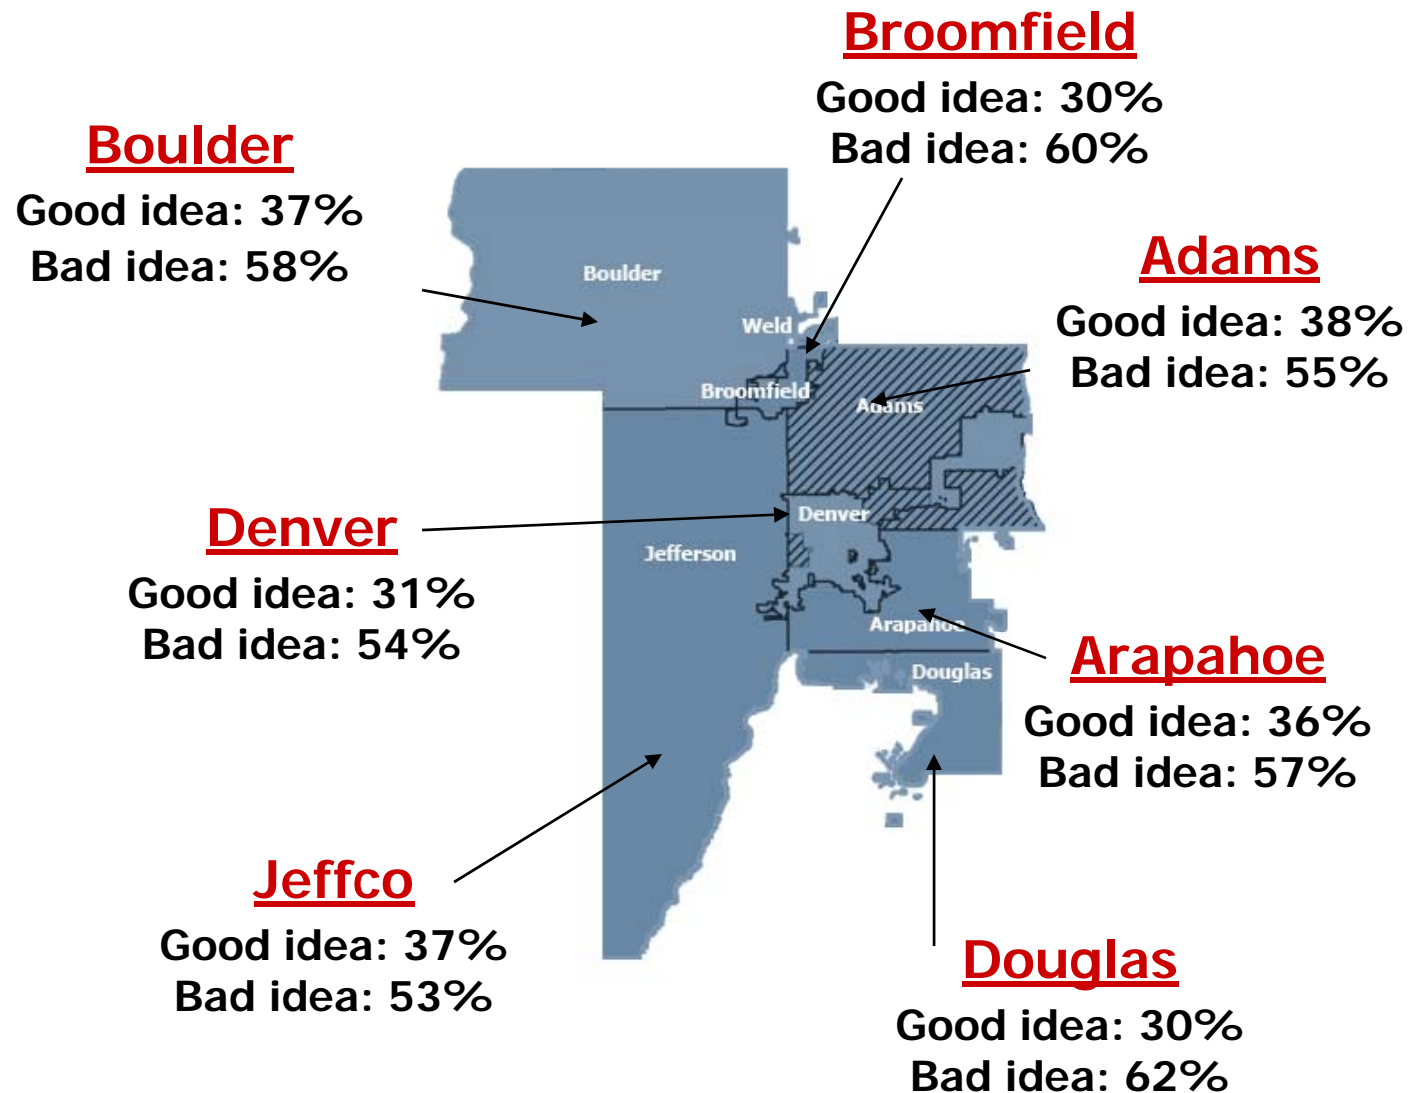 Broomfield
Good idea: 30%
Bad idea: 60%
Boulder
Good idea: 37%
Bad idea: 58%
Adams
Good idea: 38%
Bad idea: 55%
Boulder
Weld
Broomfield
Adams
Denver
Jefferson
Arapahoe
Douglas
Denver
Good idea: 31%
Bad idea: 54%
Arapahoe
Good idea: 36%
Bad idea: 57%
Jeffco
Good idea: 37%
Bad idea: 53%
Douglas
Good idea: 30%
Bad idea: 62%